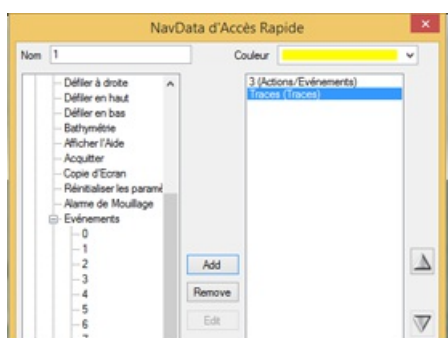 NavData d'Accès Rapide
Nom 1 Couleur
Défiler à droite
Défiler en haut
Défiler en bas
Bathymétrie
Afficher l'Aide
Acquitter
Copie d'Ecran
Réinitialiser les paramé
Alarme de Mouillage
Evénements
0
1
2
3
4
5
6
3 (Actions/Evénements)
Traces (Traces)
Add
Remove
Edit